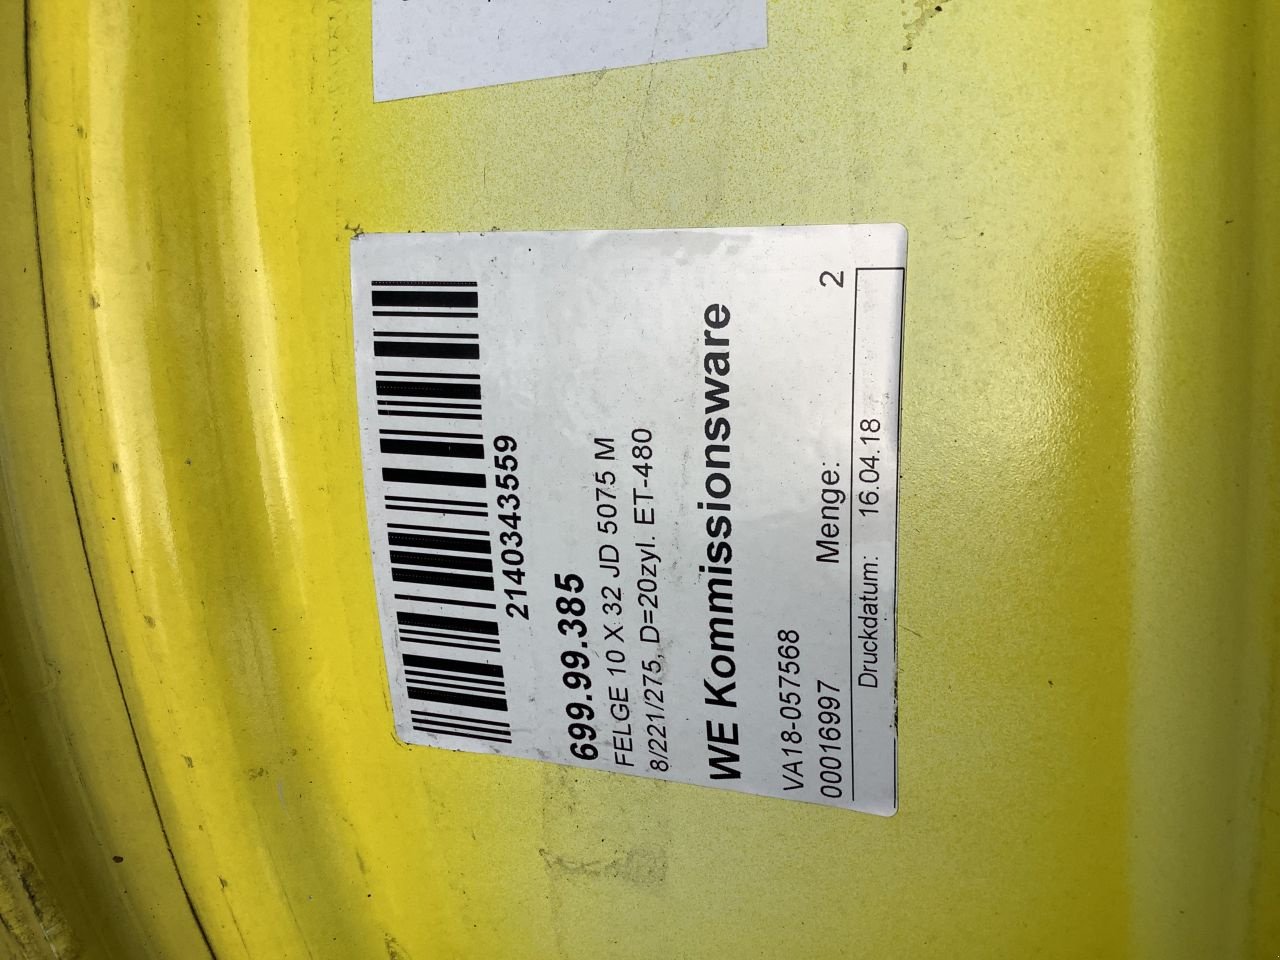 2140343559
699.99.385
FELGE 10 X 32 JD 5075 M
8/221/275, D=20zyl. ET-480
WE Kommissionsware
VA18-057568
00016997 Menge: 2
Druckdatum: 16.04.18